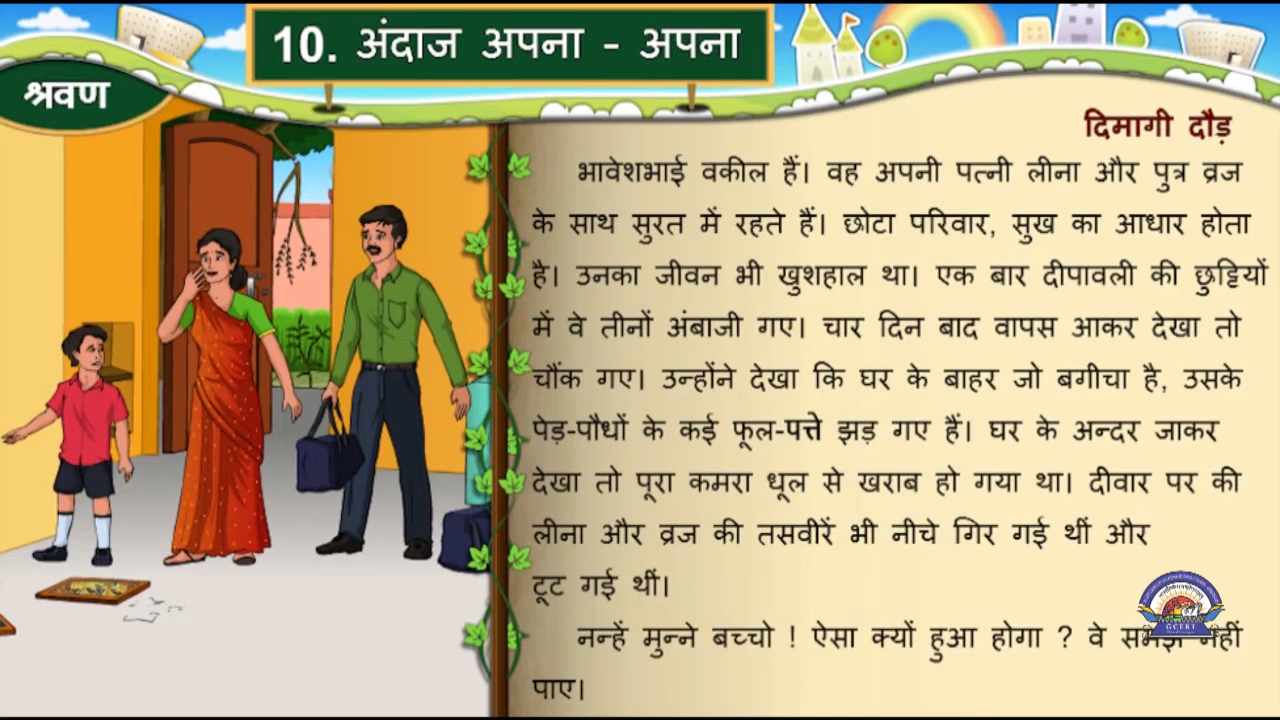 10. अंदाज अपना - अपना
श्रवण
दिमागी दौड़
भावेशभाई वकील हैं। वह अपनी पत्नी लीना और पुत्र व्रज
के साथ सुरत में रहते हैं। छोटा परिवार, सुख का आधार होता
है। उनका जीवन भी खुशहाल था। एक बार दीपावली की छुट्टियों
में वे तीनों अंबाजी गए। चार दिन बाद वापस आकर देखा तो
चौंक गए। उन्होंने देखा कि घर के बाहर जो बगीचा है, उसके
पेड़-पौधों के कई फूल-पत्ते झड़ गए हैं। घर के अन्दर जाकर
देखा तो पूरा कमरा धूल से खराब हो गया था। दीवार पर की
लीना और व्रज की तसवीरें भी नीचे गिर गई थीं और
टूट गई थीं।
नन्हें मुन्ने बच्चो ! ऐसा क्यों हुआ होगा ? वे समझ नहीं
पाए।
GCERT